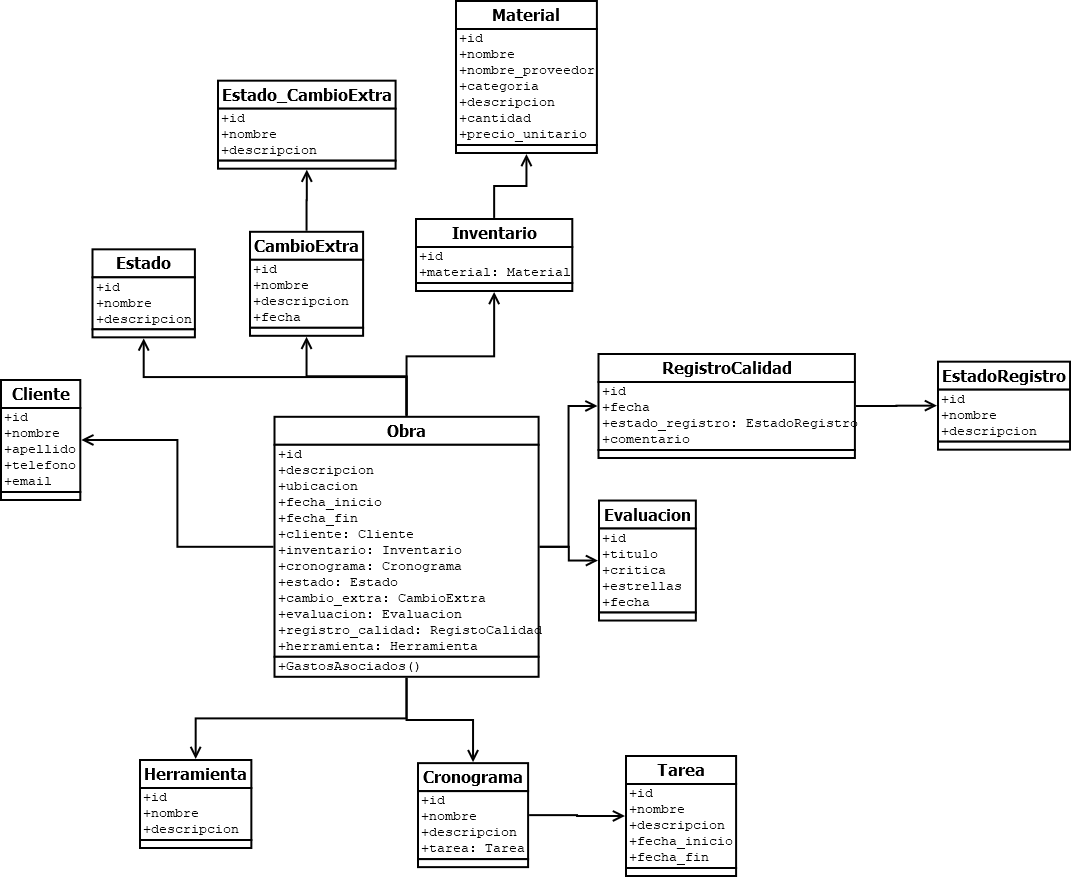 Material
+id
+nombre
+nombre_proveedor
+categoria
+descripcion
+cantidad
+precio_unitario
Estado_CambioExtra
+id
+nombre
+descripcion
Inventario
+id
+material: Material
CambioExtra
+id
+nombre
+descripcion
+fecha
Estado
+id
+nombre
+descripcion
RegistroCalidad
+id
+fecha
+estado_registro: EstadoRegistro
+comentario
EstadoRegistro
+id
+nombre
+descripcion
Cliente
+id
+nombre
+apellido
+telefono
+email
Obra
+id
+descripcion
+ubicacion
+fecha_inicio
+fecha_fin
+cliente: Cliente
+inventario: Inventario
+cronograma: Cronograma
+estado: Estado
+cambio_extra: CambioExtra
+evaluacion: Evaluacion
+registro_calidad: RegistoCalidad
+herramienta: Herramienta
+GastosAsociados()
Evaluacion
+id
+titulo
+critica
+estrellas
+fecha
Herramienta
+id
+nombre
+descripcion
Cronograma
+id
+nombre
+descripcion
+tarea: Tarea
Tarea
+id
+nombre
+descripcion
+fecha_inicio
+fecha_fin